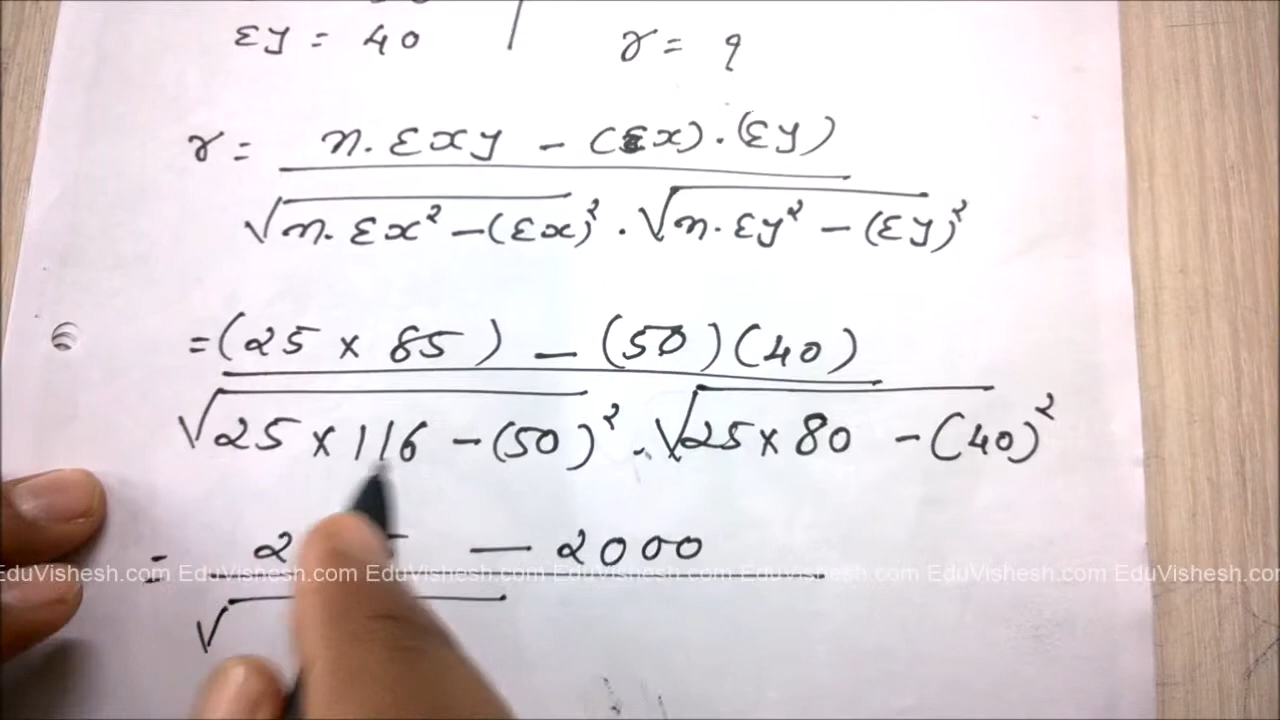 Σy = 40
r = ?
r = n.Σxy - (Σx).(Σy)
√n.Σx² - (Σx)² . √n.Σy² - (Σy)²
= (25 x 85) - (50)(40)
√25 x 116 - (50)² . √25 x 80 - (40)²
= 2 — 2000
EduVishesh.com EduVishesh.com EduVishesh.com EduVishesh.com EduVishesh.com EduVishesh.com EduVishesh.com
√